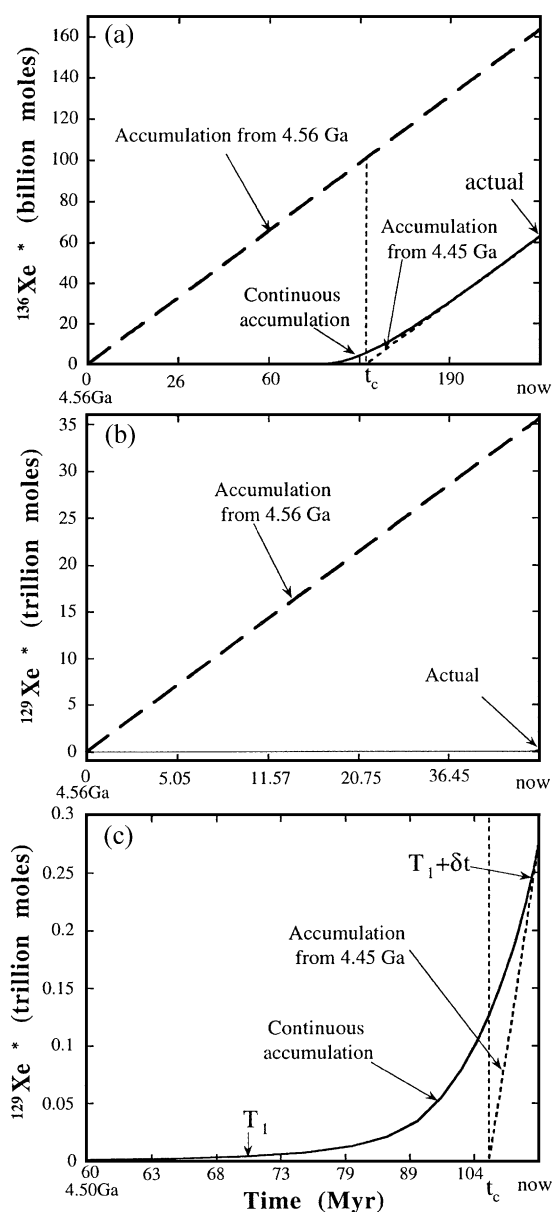 (a)
160
140
120
100
80
60
40
20
0
136Xe * (billion moles)
Accumulation from 4.56 Ga
actual
Accumulation
from 4.45 Ga
Continuous
accumulation
0 26 60 tc 190 now
4.56Ga
(b)
35
30
25
20
15
10
5
0
129Xe * (trillion moles)
Accumulation
from 4.56 Ga
Actual
0 5.05 11.57 20.75 36.45 now
4.56Ga
(c)
0.3
0.25
0.2
0.15
0.1
0.05
0
129Xe * (trillion moles)
T1+δt
Accumulation
from 4.45 Ga
Continuous
accumulation
T1
60 63 68 73 79 89 104 tc now
4.50Ga
Time (Myr)